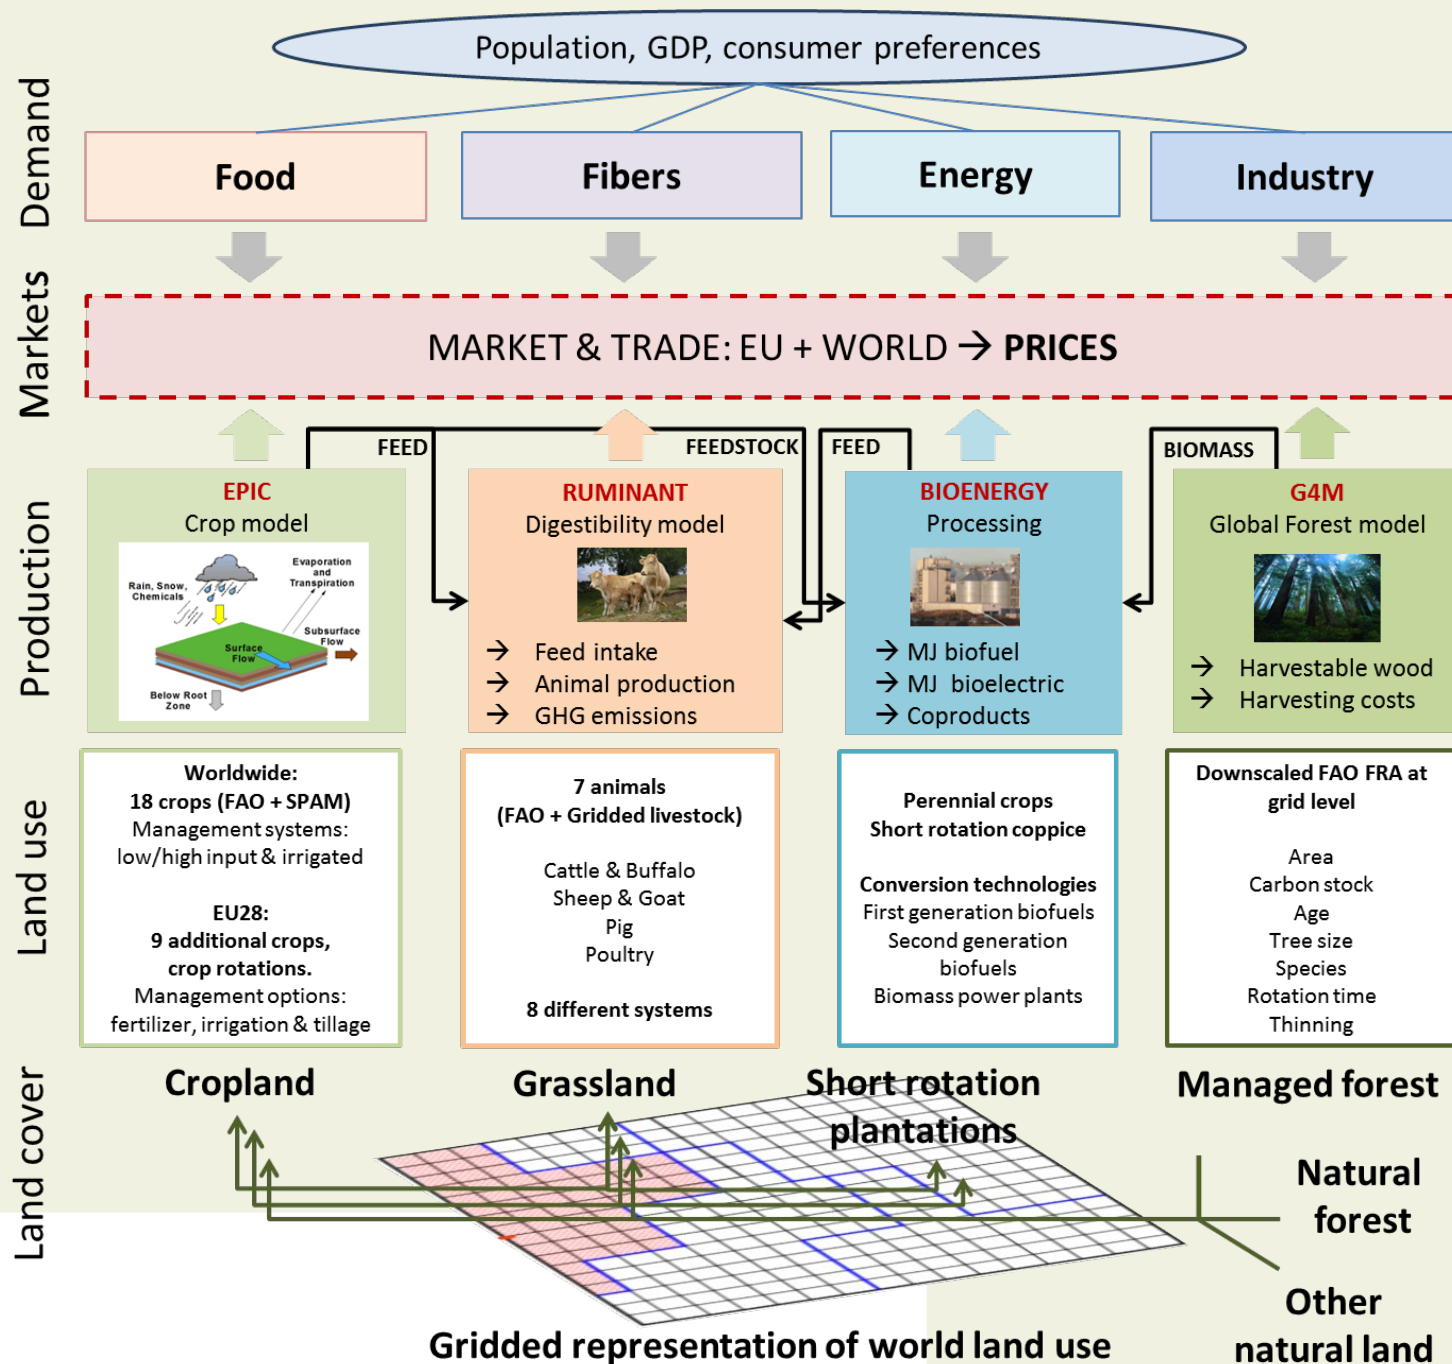 Population, GDP, consumer preferences
Demand
Food
Fibers
Energy
Industry
Markets
MARKET & TRADE: EU + WORLD → PRICES
Production
FEED
FEEDSTOCK
FEED
BIOMASS
EPIC
Crop model
Rain, Snow,
Chemicals
Evaporation
and
Transpiration
Subsurface
Flow
Surface
Flow
Below Root
Zone
RUMINANT
Digestibility model
→ Feed intake
→ Animal production
→ GHG emissions
BIOENERGY
Processing
→ MJ biofuel
→ MJ bioelectric
→ Coproducts
G4M
Global Forest model
→ Harvestable wood
→ Harvesting costs
Land use
Worldwide:
18 crops (FAO + SPAM)
Management systems:
low/high input & irrigated
EU28:
9 additional crops,
crop rotations.
Management options:
fertilizer, irrigation & tillage
7 animals
(FAO + Gridded livestock)
Cattle & Buffalo
Sheep & Goat
Pig
Poultry
8 different systems
Perennial crops
Short rotation coppice
Conversion technologies
First generation biofuels
Second generation
biofuels
Biomass power plants
Downscaled FAO FRA at
grid level
Area
Carbon stock
Age
Tree size
Species
Rotation time
Thinning
Land cover
Cropland
Grassland
Short rotation
plantations
Managed forest
Natural
forest
Other
natural land
Gridded representation of world land use